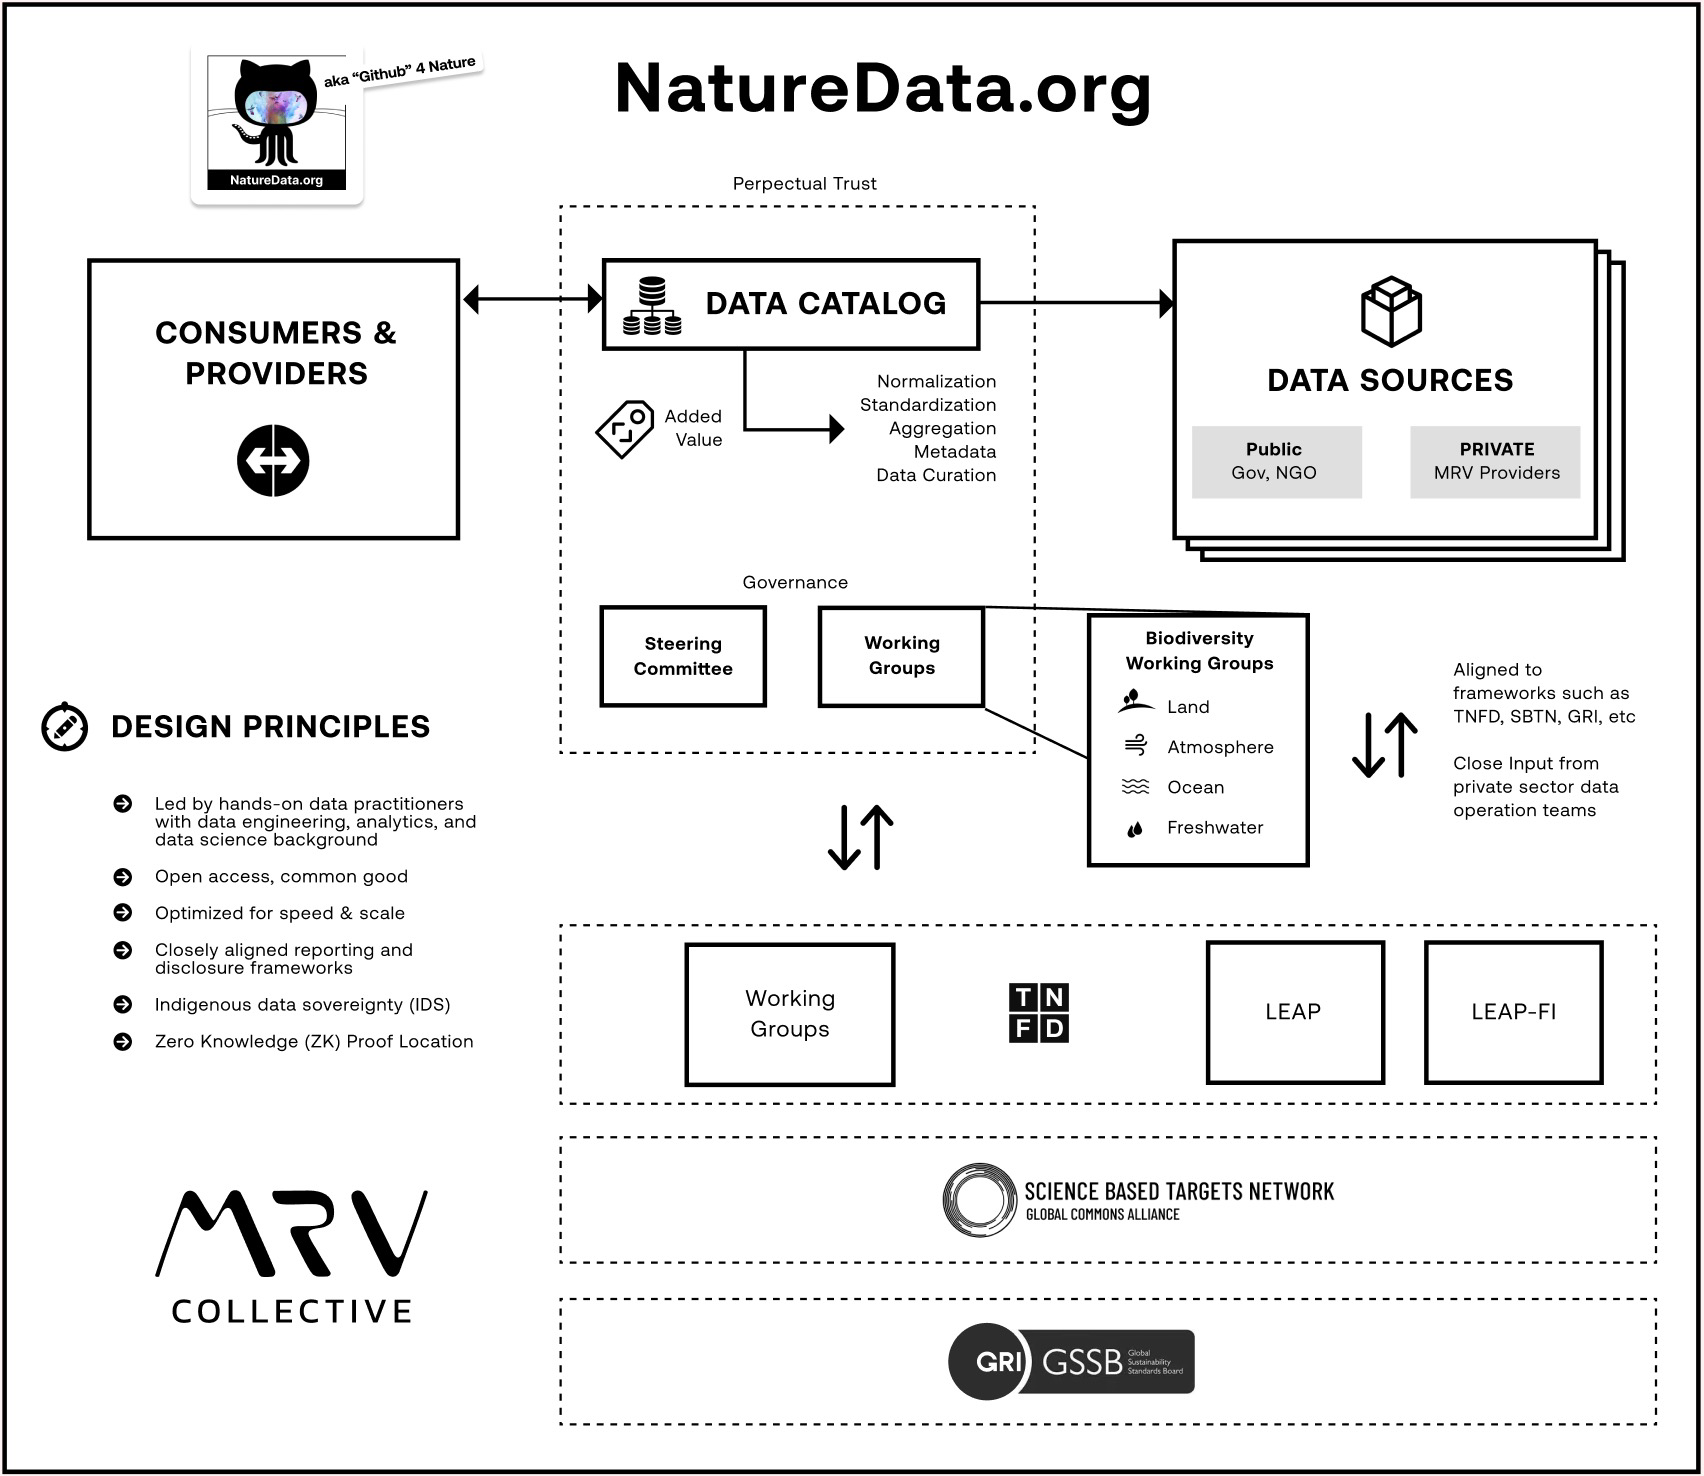 aka “Github” 4 Nature
NatureData.org
NatureData.org
Perpectual Trust
CONSUMERS &
PROVIDERS
DATA CATALOG
Added
Value
Normalization
Standardization
Aggregation
Metadata
Data Curation
DATA SOURCES
Public
Gov, NGO
PRIVATE
MRV Providers
Governance
Steering
Committee
Working
Groups
Biodiversity
Working Groups
Land
Atmosphere
Ocean
Freshwater
Aligned to
frameworks such as
TNFD, SBTN, GRI, etc
Close Input from
private sector data
operation teams
DESIGN PRINCIPLES
Led by hands-on data practitioners
with data engineering, analytics, and
data science background
Open access, common good
Optimized for speed & scale
Closely aligned reporting and
disclosure frameworks
Indigenous data sovereignty (IDS)
Zero Knowledge (ZK) Proof Location
Working
Groups
TN
FD
LEAP
LEAP-FI
SCIENCE BASED TARGETS NETWORK
GLOBAL COMMONS ALLIANCE
GRI
GSSB
Global
Sustainability
Standards Board
MRV
COLLECTIVE